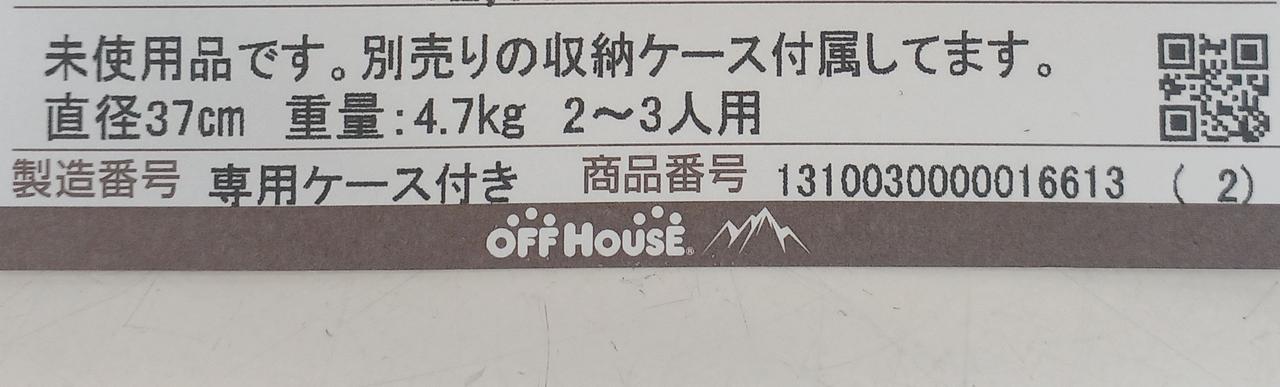 未使用品です。別売りの収納ケース付属してます。
直径37cm 重量:4.7kg 2〜3人用
製造番号 専用ケース付き 商品番号 1310030000016613 ( 2)
OFF HOUSE®